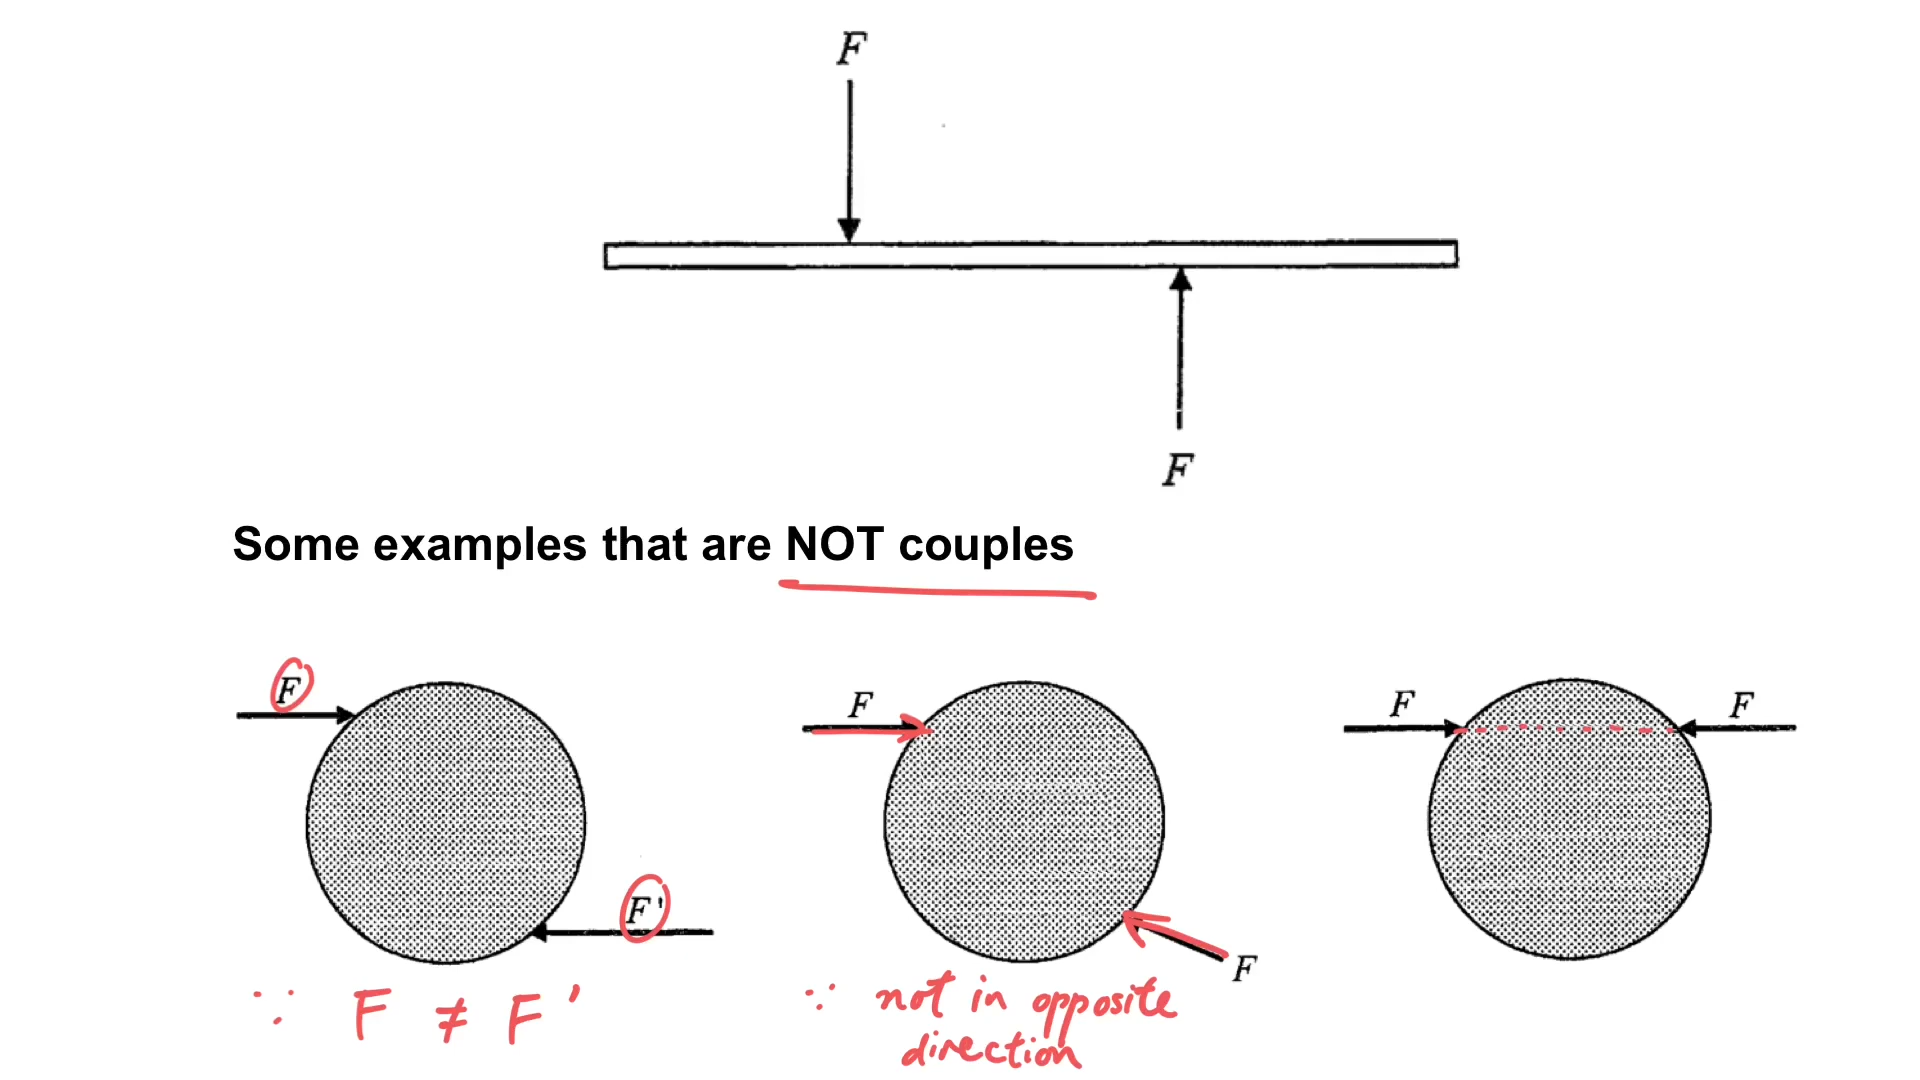 F
F
Some examples that are NOT couples
F
F'
F
F
F
F
∵ F ≠ F'
∵ not in opposite
direction